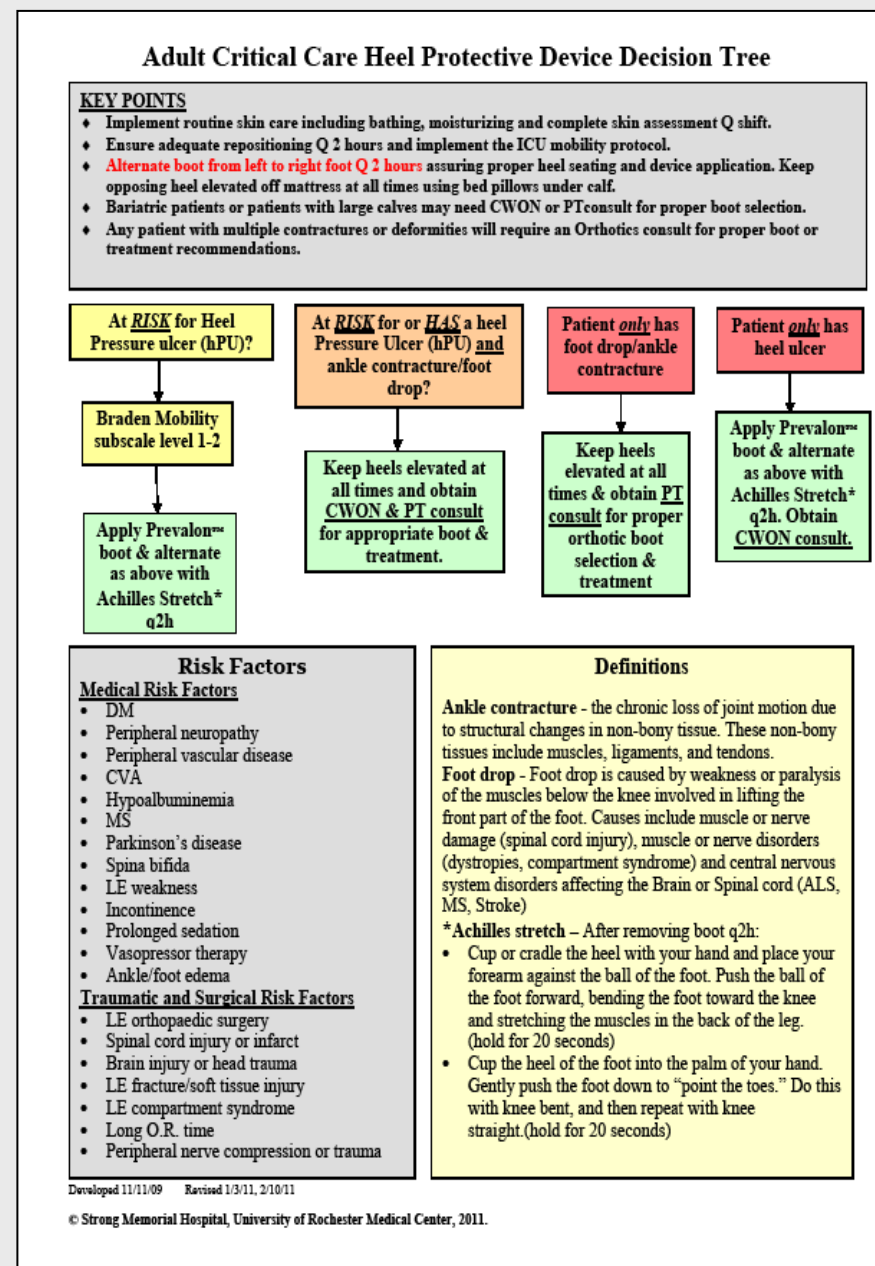 Adult Critical Care Heel Protective Device Decision Tree
KEY POINTS
♦ Implement routine skin care including bathing, moisturizing and complete skin assessment Q shift.
♦ Ensure adequate repositioning Q 2 hours and implement the ICU mobility protocol.
♦ Alternate boot from left to right foot Q 2 hours assuring proper heel seating and device application. Keep
opposing heel elevated off mattress at all times using bed pillows under calf.
♦ Bariatric patients or patients with large calves may need CWON or PTconsult for proper boot selection.
♦ Any patient with multiple contractures or deformities will require an Orthotics consult for proper boot or
treatment recommendations.
At RISK for Heel
Pressure ulcer (hPU)?
Braden Mobility
subscale level 1-2
Apply Prevalon™
boot & alternate
as above with
Achilles Stretch*
q2h
At RISK for or HAS a heel
Pressure Ulcer (hPU) and
ankle contracture/foot
drop?
Keep heels elevated at
all times and obtain
CWON & PT consult
for appropriate boot &
treatment.
Patient only has
foot drop/ankle
contracture
Keep heels
elevated at all
times & obtain PT
consult for proper
orthotic boot
selection &
treatment
Patient only has
heel ulcer
Apply Prevalon™
boot & alternate
as above with
Achilles Stretch*
q2h. Obtain
CWON consult.
Risk Factors
Medical Risk Factors
• DM
• Peripheral neuropathy
• Peripheral vascular disease
• CVA
• Hypoalbuminemia
• MS
• Parkinson's disease
• Spina bifida
• LE weakness
• Incontinence
• Prolonged sedation
• Vasopressor therapy
• Ankle/foot edema
Traumatic and Surgical Risk Factors
• LE orthopaedic surgery
• Spinal cord injury or infarct
• Brain injury or head trauma
• LE fracture/soft tissue injury
• LE compartment syndrome
• Long O.R. time
• Peripheral nerve compression or trauma
Definitions
Ankle contracture - the chronic loss of joint motion due
to structural changes in non-bony tissue. These non-bony
tissues include muscles, ligaments, and tendons.
Foot drop - Foot drop is caused by weakness or paralysis
of the muscles below the knee involved in lifting the
front part of the foot. Causes include muscle or nerve
damage (spinal cord injury), muscle or nerve disorders
(dystropies, compartment syndrome) and central nervous
system disorders affecting the Brain or Spinal cord (ALS,
MS, Stroke)
*Achilles stretch – After removing boot q2h:
• Cup or cradle the heel with your hand and place your
forearm against the ball of the foot. Push the ball of
the foot forward, bending the foot toward the knee
and stretching the muscles in the back of the leg.
(hold for 20 seconds)
• Cup the heel of the foot into the palm of your hand.
Gently push the foot down to “point the toes.” Do this
with knee bent, and then repeat with knee
straight.(hold for 20 seconds)
Developed 11/11/09 Revised 1/3/11, 2/10/11
© Strong Memorial Hospital, University of Rochester Medical Center, 2011.